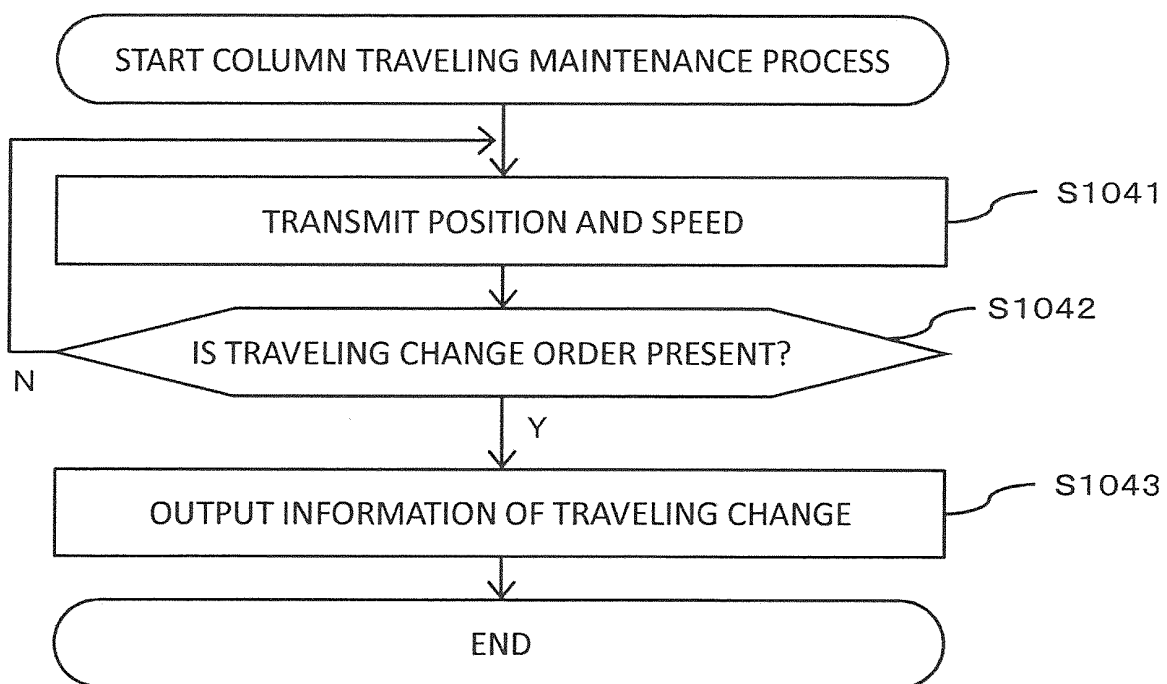 START COLUMN TRAVELING MAINTENANCE PROCESS
TRANSMIT POSITION AND SPEED
S1041
IS TRAVELING CHANGE ORDER PRESENT?
S1042
N
Y
OUTPUT INFORMATION OF TRAVELING CHANGE
S1043
END